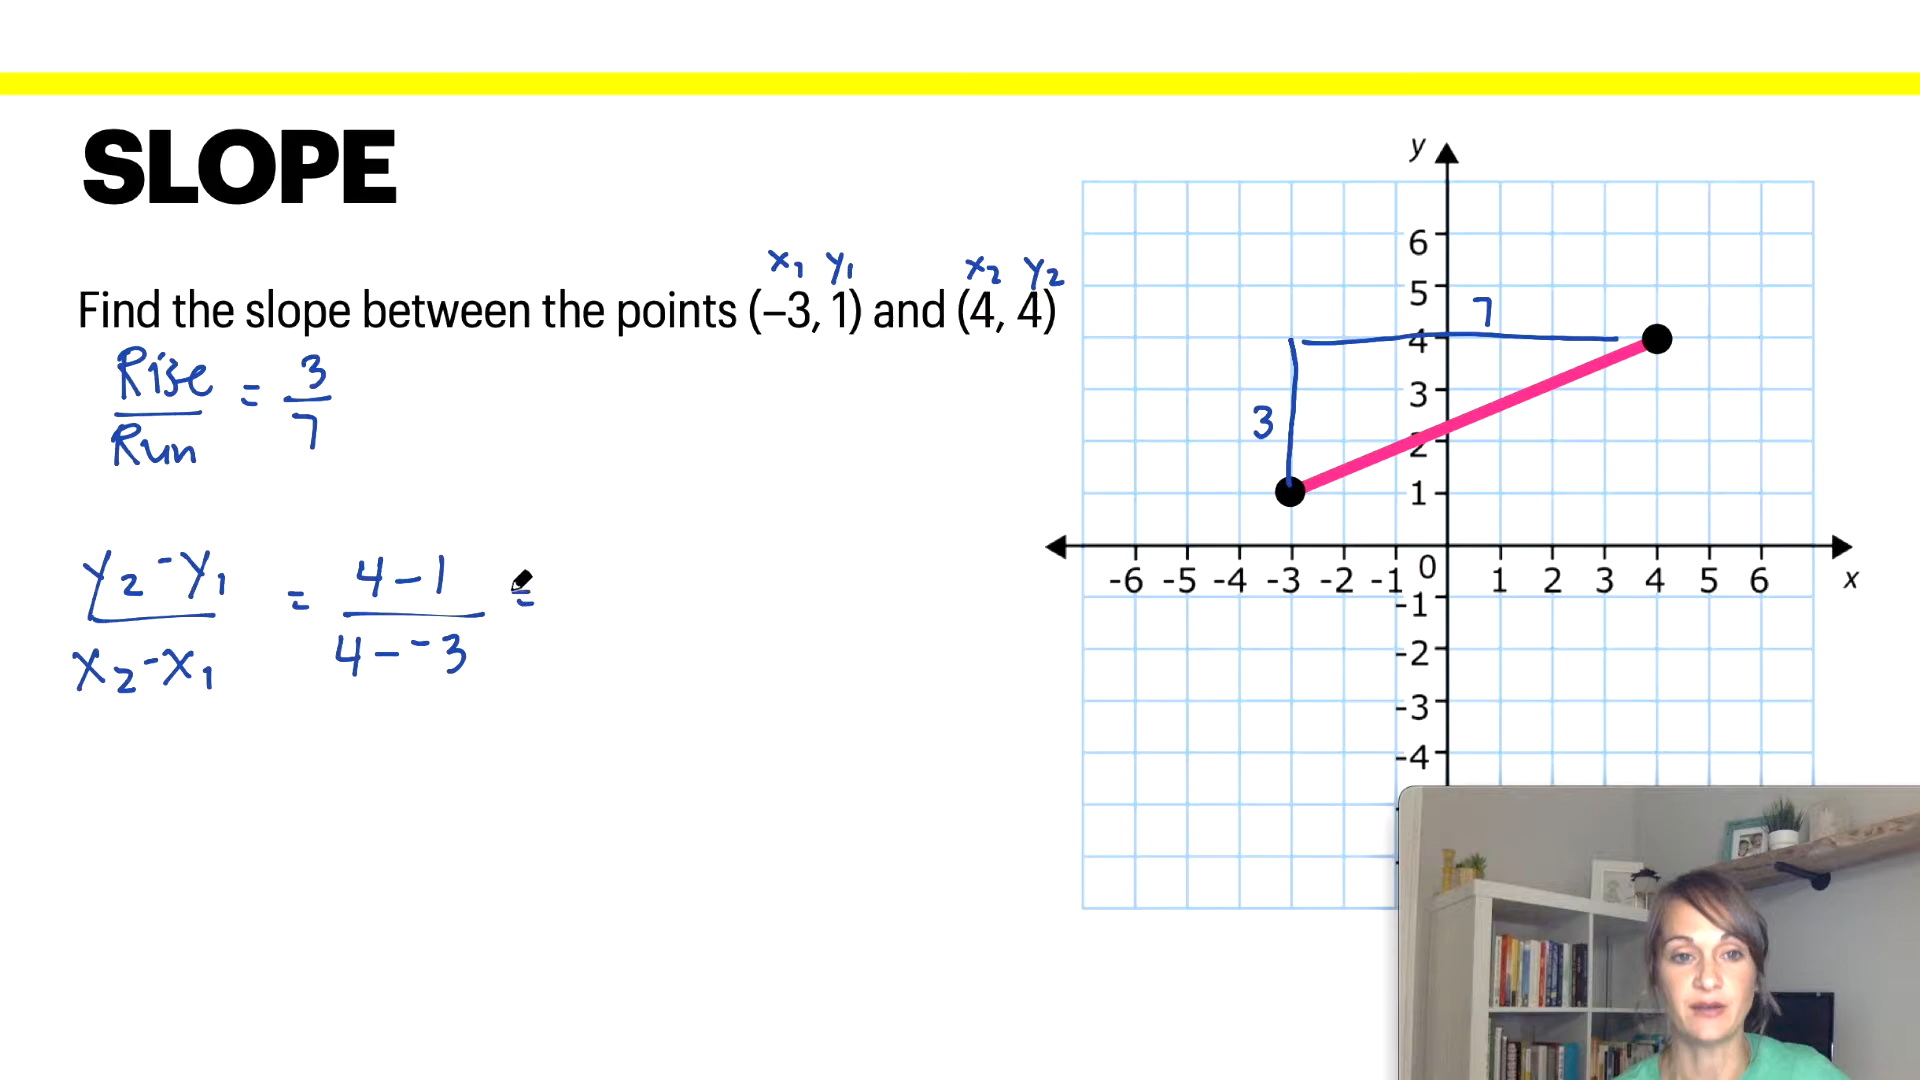 SLOPE
x1 y1 x2 y2
Find the slope between the points (–3, 1) and (4, 4)
Rise
Run
= 3
7
y2 - y1
x2 - x1
= 4 - 1
4 - -3
=
y
6
5
4
3
2
1
0
-6 -5 -4 -3 -2 -1 1 2 3 4 5 6 x
-1
-2
-3
-4
7
3